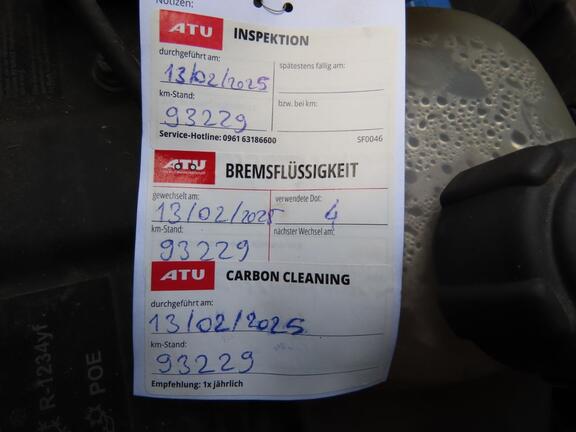 Notizen:
ATU INSPEKTION
durchgeführt am: spätestens fällig am:
13/02/2025
km-Stand: bzw. bei km:
93229
Service-Hotline: 0961 63186600 SF0046
ATU BREMSFLÜSSIGKEIT
gewechselt am: verwendete Dot:
13/02/2025 4
km-Stand: nächster Wechsel am:
93229
ATU CARBON CLEANING
durchgeführt am:
13/02/2025
km-Stand:
93229
Empfehlung: 1x jährlich
R-1234yf
POE